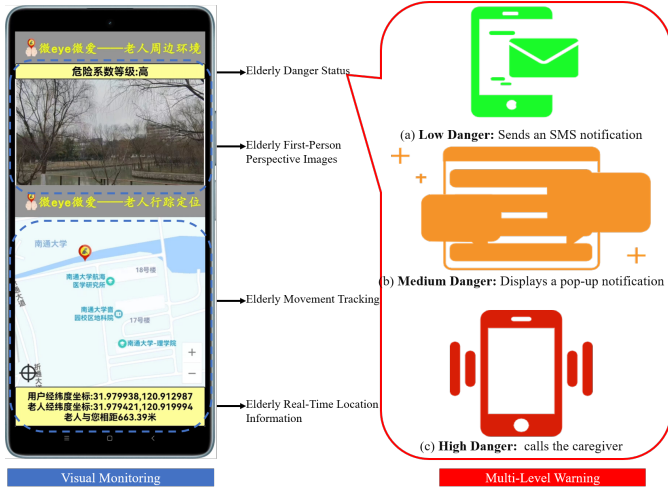 微eye微爱——老人周边环境
危险系数等级:高
微eye微爱——老人行踪定位
南通大学
18号楼
南通大学航海
医学研究所
南通大学曾
园校区地科院
17号楼
南通大学-理学院
南通大道
用户经纬度坐标:31.979938,120.912987
老人经纬度坐标:31.979421,120.919994
老人与您相距663.39米
Visual Monitoring
Elderly Danger Status
Elderly First-Person
Perspective Images
Elderly Movement Tracking
Elderly Real-Time Location
Information
(a) Low Danger: Sends an SMS notification
(b) Medium Danger: Displays a pop-up notification
(c) High Danger: calls the caregiver
Multi-Level Warning